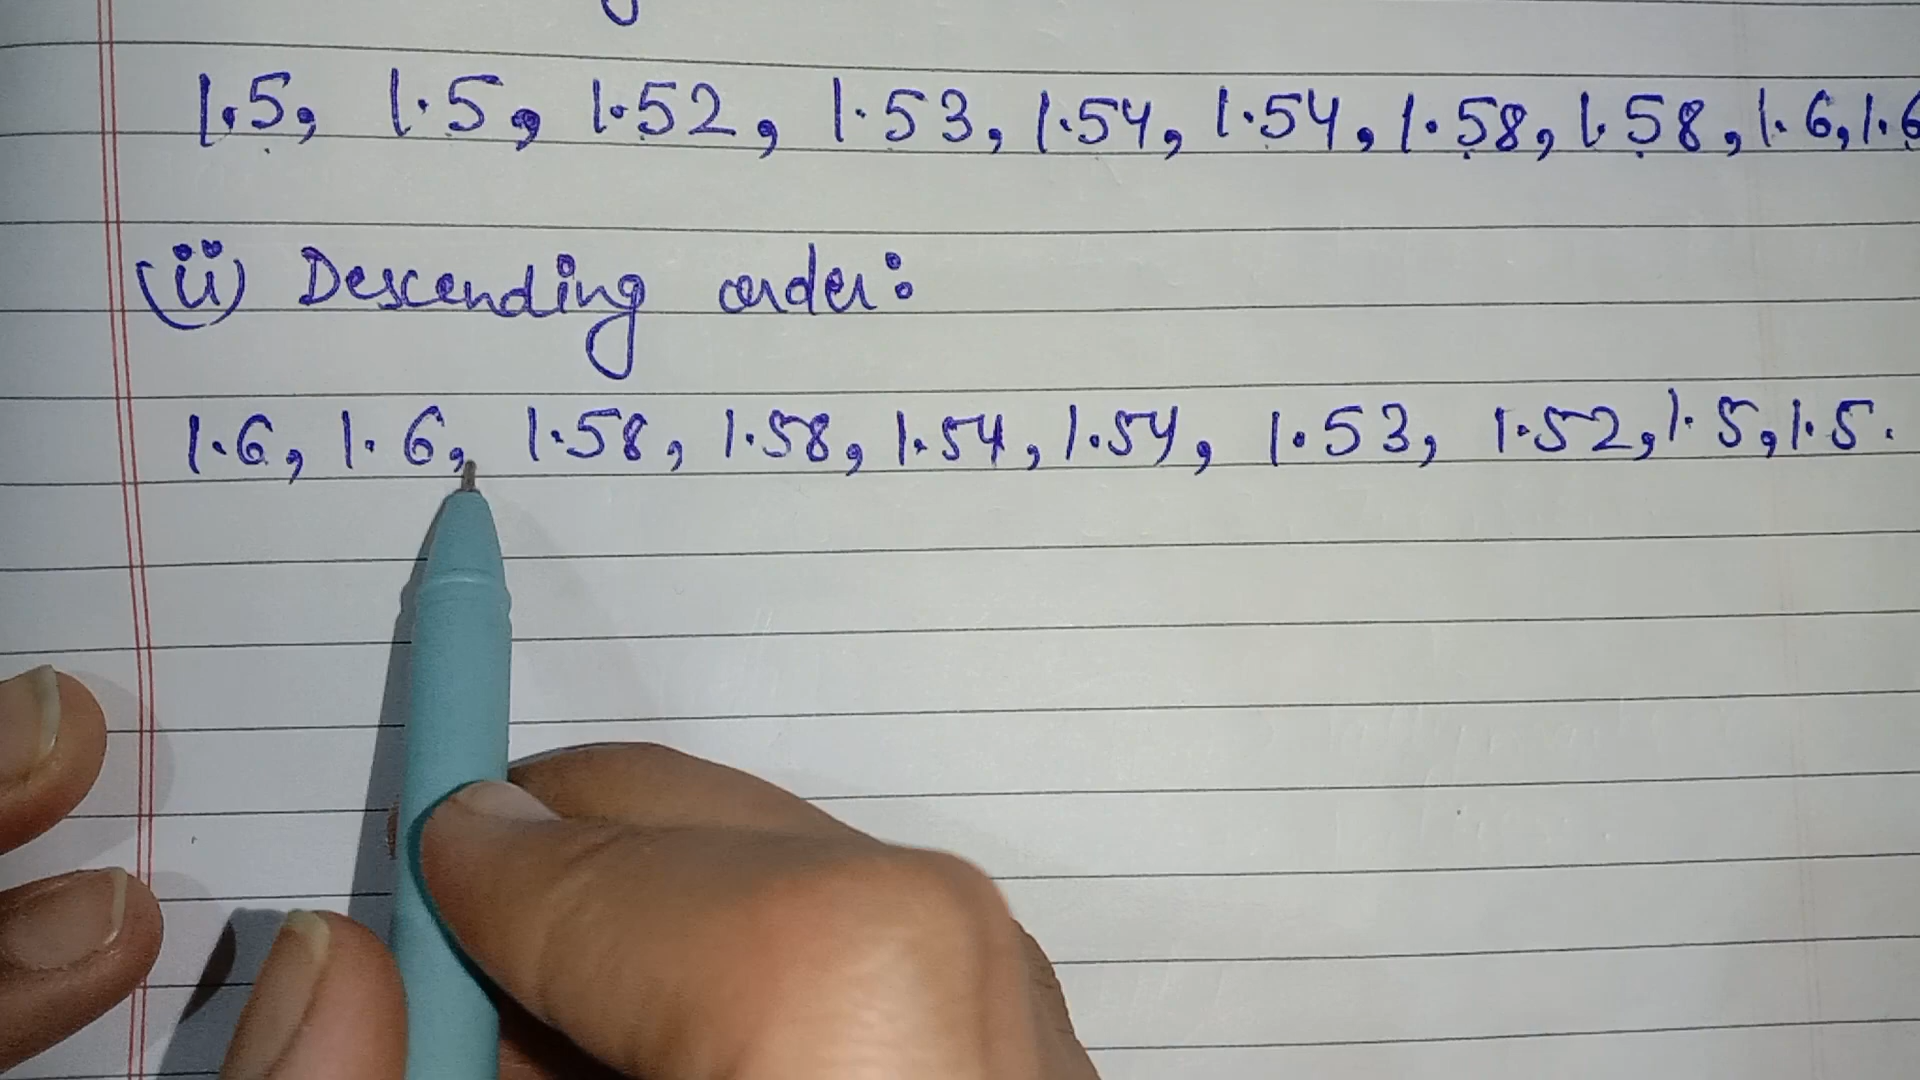 1.5, 1.5, 1.52, 1.53, 1.54, 1.54, 1.58, 1.58, 1.6, 1.6
(ii) Descending order:
1.6, 1.6, 1.58, 1.58, 1.54, 1.54, 1.53, 1.52, 1.5, 1.5.